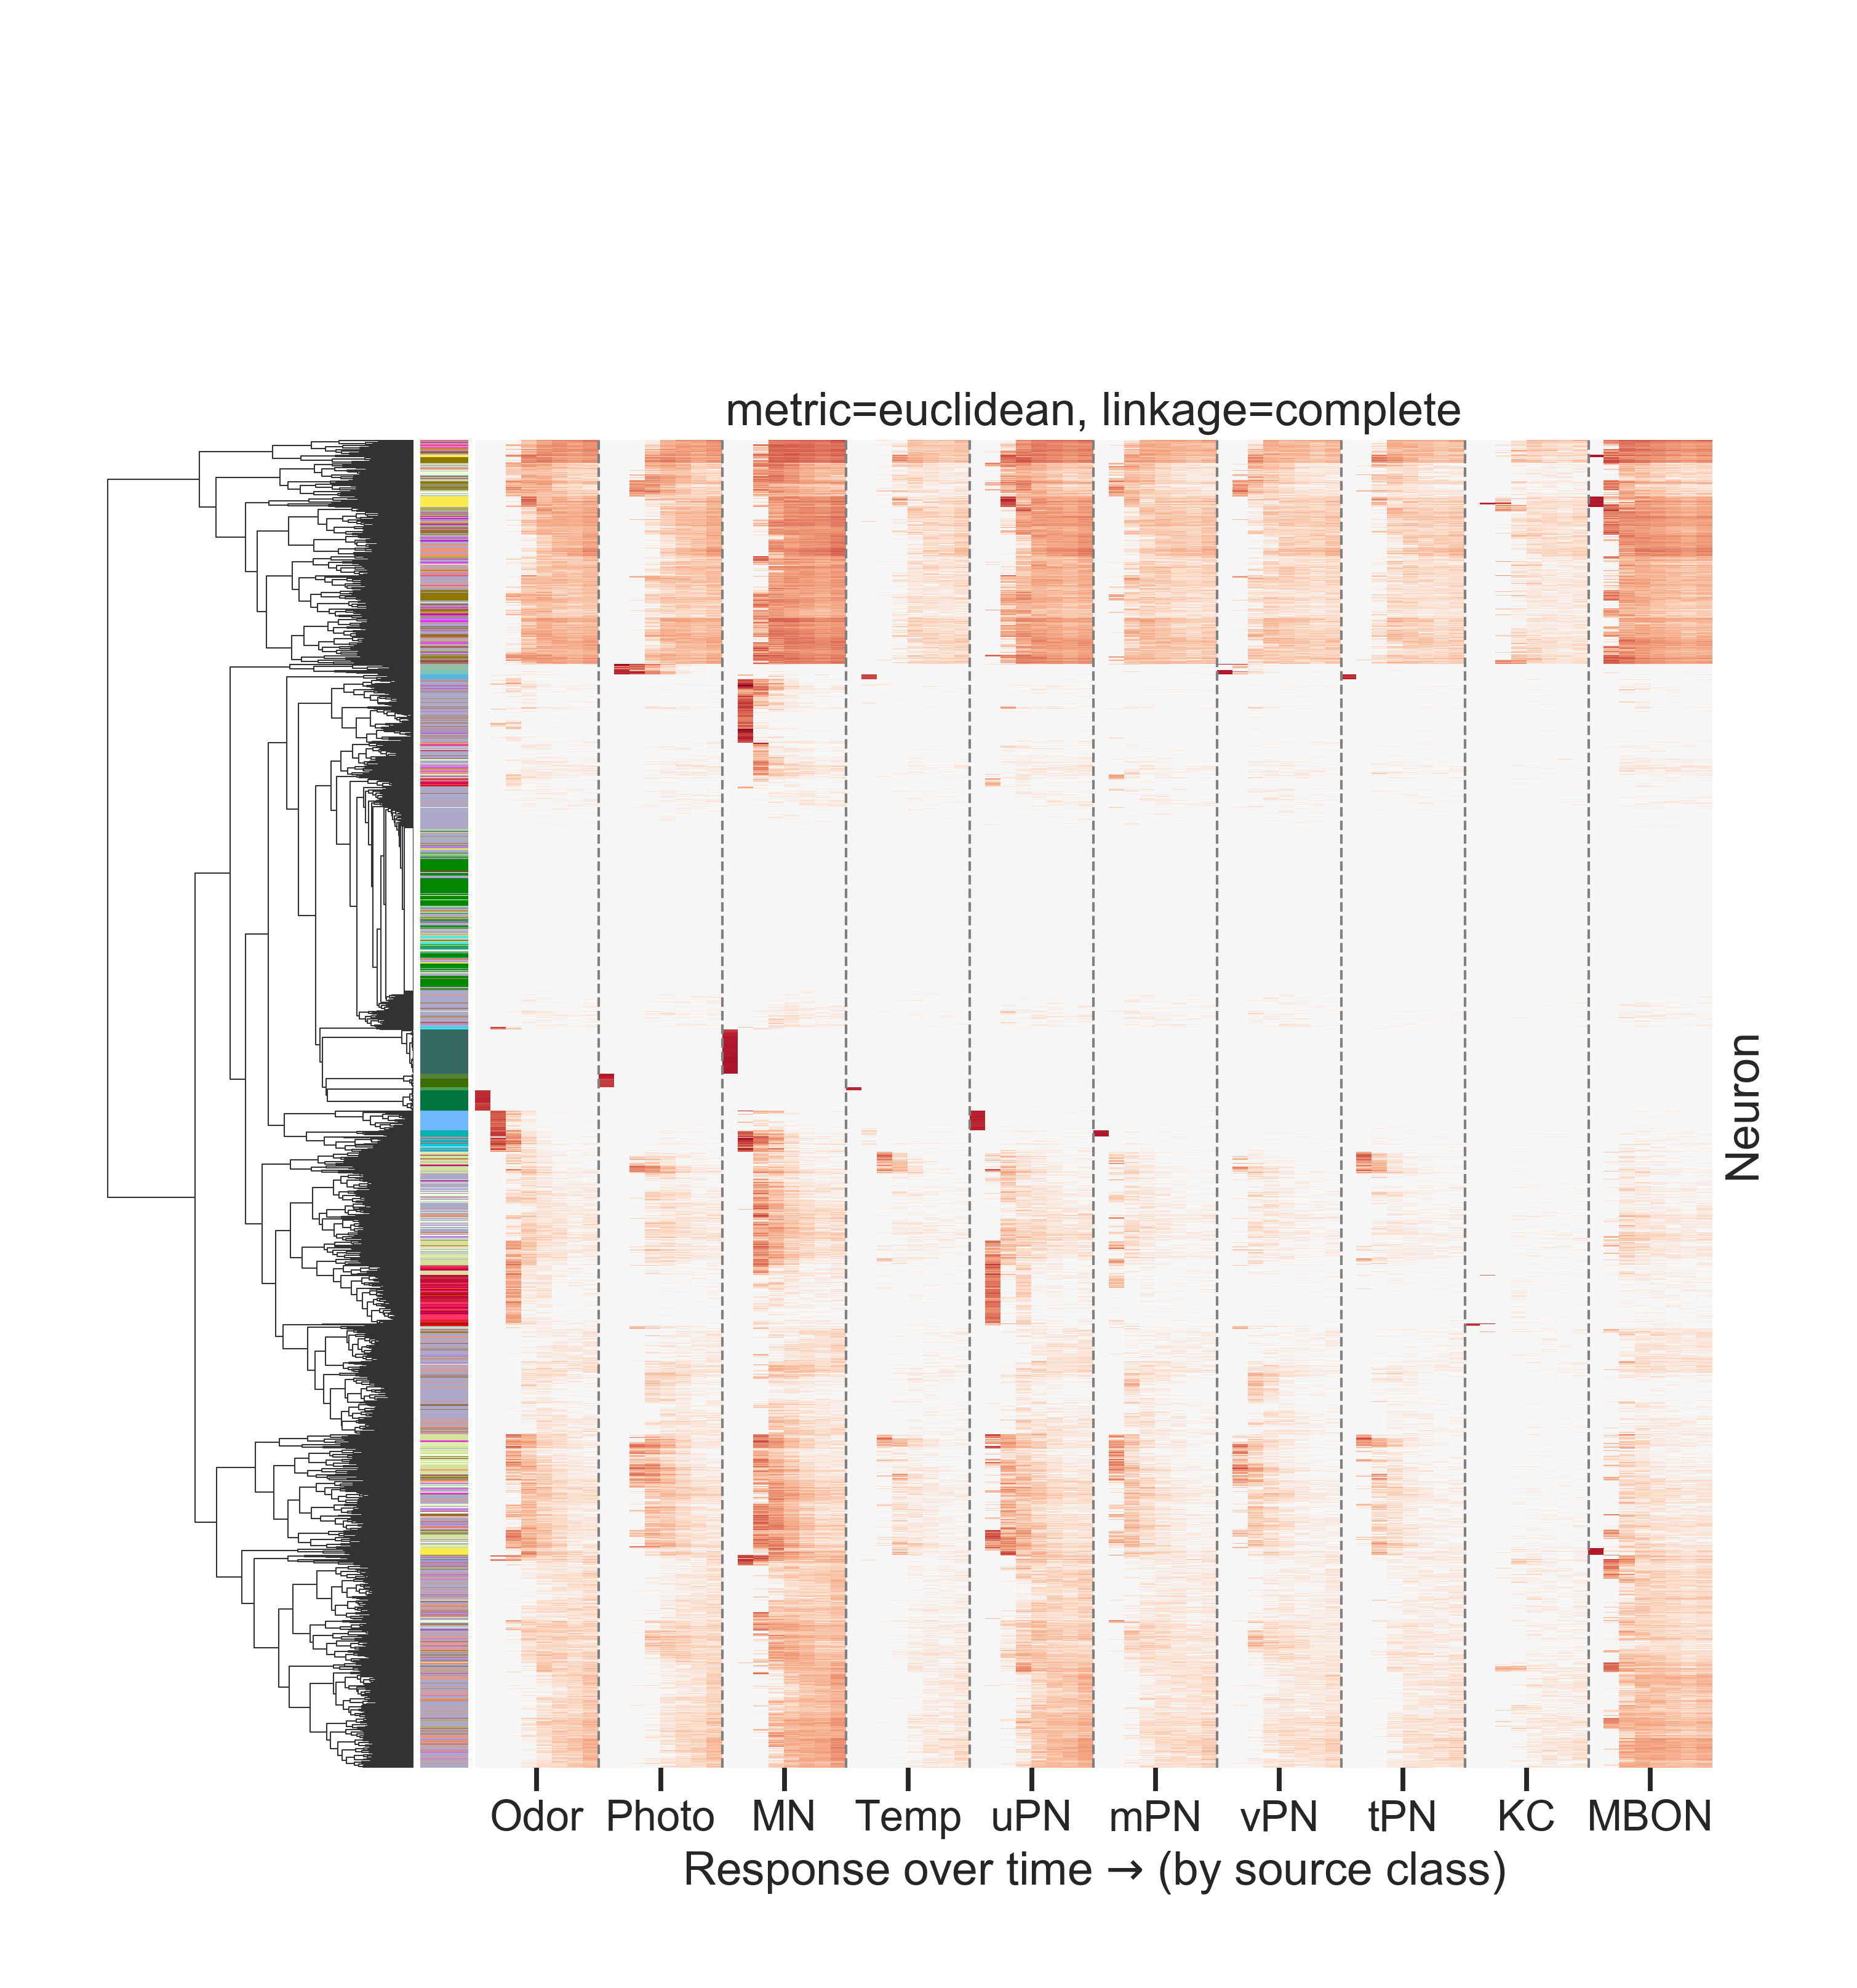 metric=euclidean, linkage=complete
Neuron
Odor Photo MN Temp uPN mPN vPN tPN KC MBON
Response over time → (by source class)